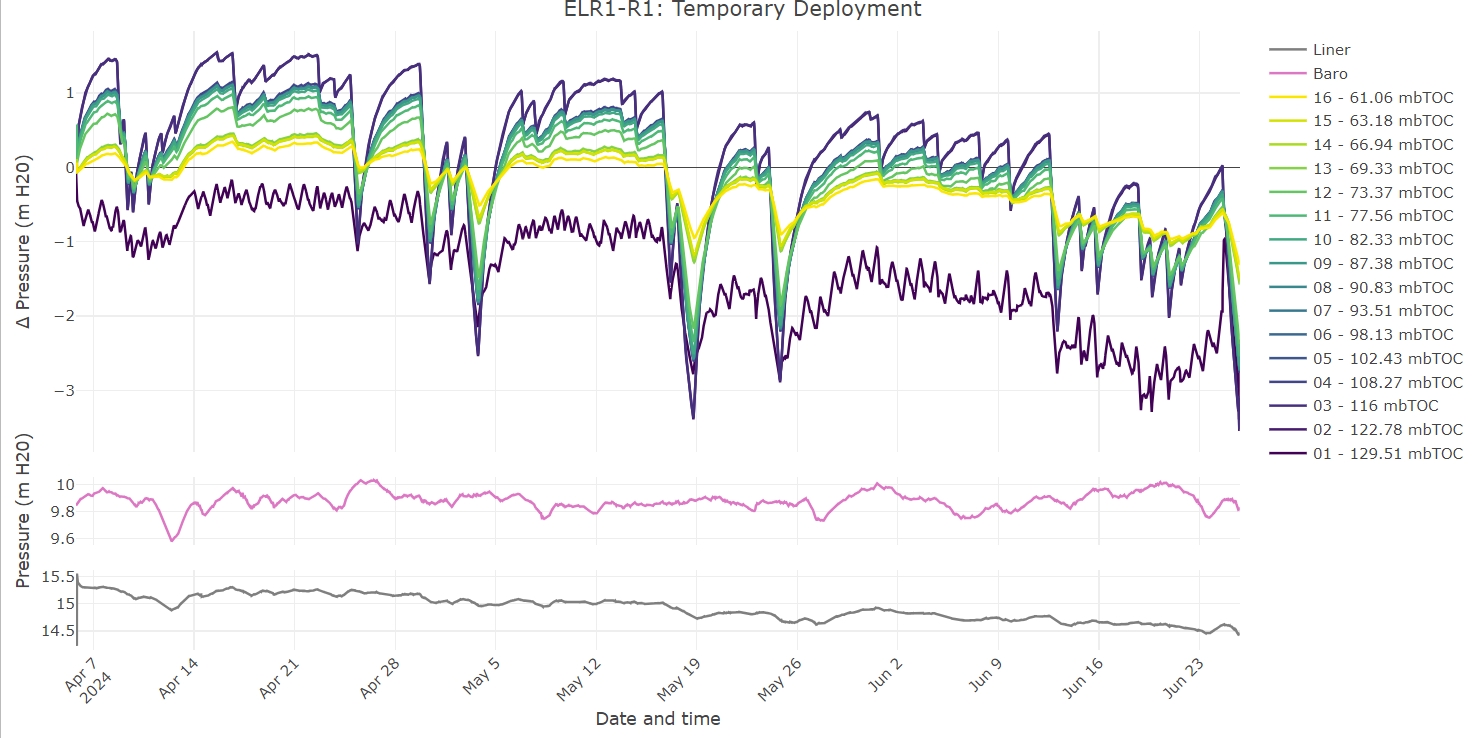 ELR1-R1: Temporary Deployment
Δ Pressure (m H20)
1
0
−1
−2
−3
Pressure (m H20)
10
9.8
9.6
15.5
15
14.5
Apr 7
2024
Apr 14
Apr 21
Apr 28
May 5
May 12
May 19
May 26
Jun 2
Jun 9
Jun 16
Jun 23
Date and time
Liner
Baro
16 - 61.06 mbTOC
15 - 63.18 mbTOC
14 - 66.94 mbTOC
13 - 69.33 mbTOC
12 - 73.37 mbTOC
11 - 77.56 mbTOC
10 - 82.33 mbTOC
09 - 87.38 mbTOC
08 - 90.83 mbTOC
07 - 93.51 mbTOC
06 - 98.13 mbTOC
05 - 102.43 mbTOC
04 - 108.27 mbTOC
03 - 116 mbTOC
02 - 122.78 mbTOC
01 - 129.51 mbTOC